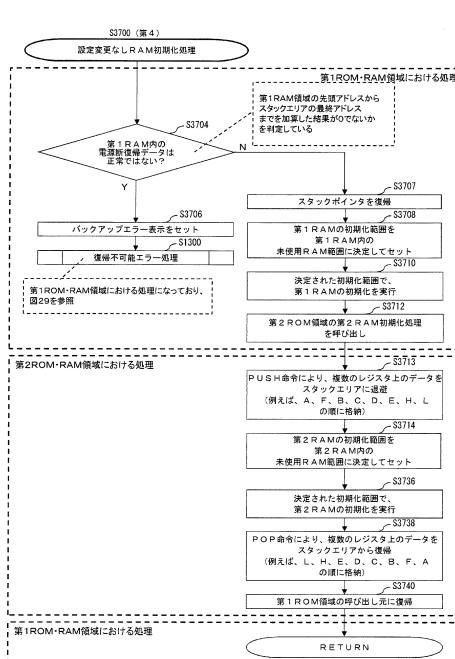 S3700（第４）
設定変更なしＲＡＭ初期化処理
第１ROM・RAM領域における処理
第１RAM領域の先頭アドレスから
スタックエリアの最終アドレス
までを加算した結果が０でないか
を判定している
S3704
第１ＲＡＭ内の
電源断復帰データは
正常ではない？
N
Y
S3706
バックアップエラー表示をセット
S1300
復帰不可能エラー処理
第１ROM・RAM領域における処理になっており、
図29を参照
S3707
スタックポインタを復帰
S3708
第１ＲＡＭの初期化範囲を
第１ＲＡＭ内の
未使用ＲＡＭ範囲に決定してセット
S3710
決定された初期化範囲で、
第１ＲＡＭの初期化を実行
S3712
第２ＲＯＭ領域の第２ＲＡＭ初期化処理
を呼び出し
第２ROM・RAM領域における処理
S3713
ＰＵＳＨ命令により、複数のレジスタ上のデータを
スタックエリアに退避
（例えば、Ａ、Ｆ、Ｂ、Ｃ、Ｄ、Ｅ、Ｈ、Ｌ
の順に格納）
S3714
第２ＲＡＭの初期化範囲を
第２ＲＡＭ内の
未使用ＲＡＭ範囲に決定してセット
S3736
決定された初期化範囲で、
第２ＲＡＭの初期化を実行
S3738
ＰＯＰ命令により、複数のレジスタ上のデータを
スタックエリアから復帰
（例えば、Ｌ、Ｈ、Ｅ、Ｄ、Ｃ、Ｂ、Ｆ、Ａ
の順に格納）
S3740
第１ＲＯＭ領域の呼び出し元に復帰
第１ROM・RAM領域における処理
ＲＥＴＵＲＮ